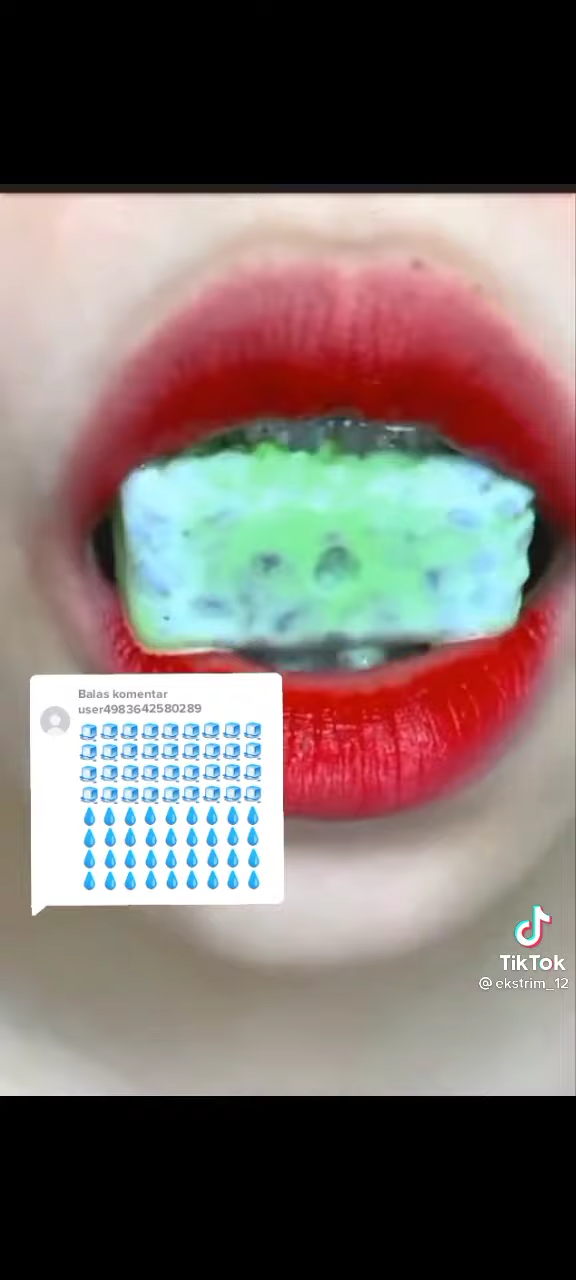 Balas komentar
user4983642580289
🧊🧊🧊🧊🧊🧊🧊🧊🧊
🧊🧊🧊🧊🧊🧊🧊🧊🧊
🧊🧊🧊🧊🧊🧊🧊🧊🧊
🧊🧊🧊🧊🧊🧊🧊🧊🧊
💧💧💧💧💧💧💧💧💧
💧💧💧💧💧💧💧💧💧
💧💧💧💧💧💧💧💧💧
💧💧💧💧💧💧💧💧💧
TikTok
@ekstrim_12